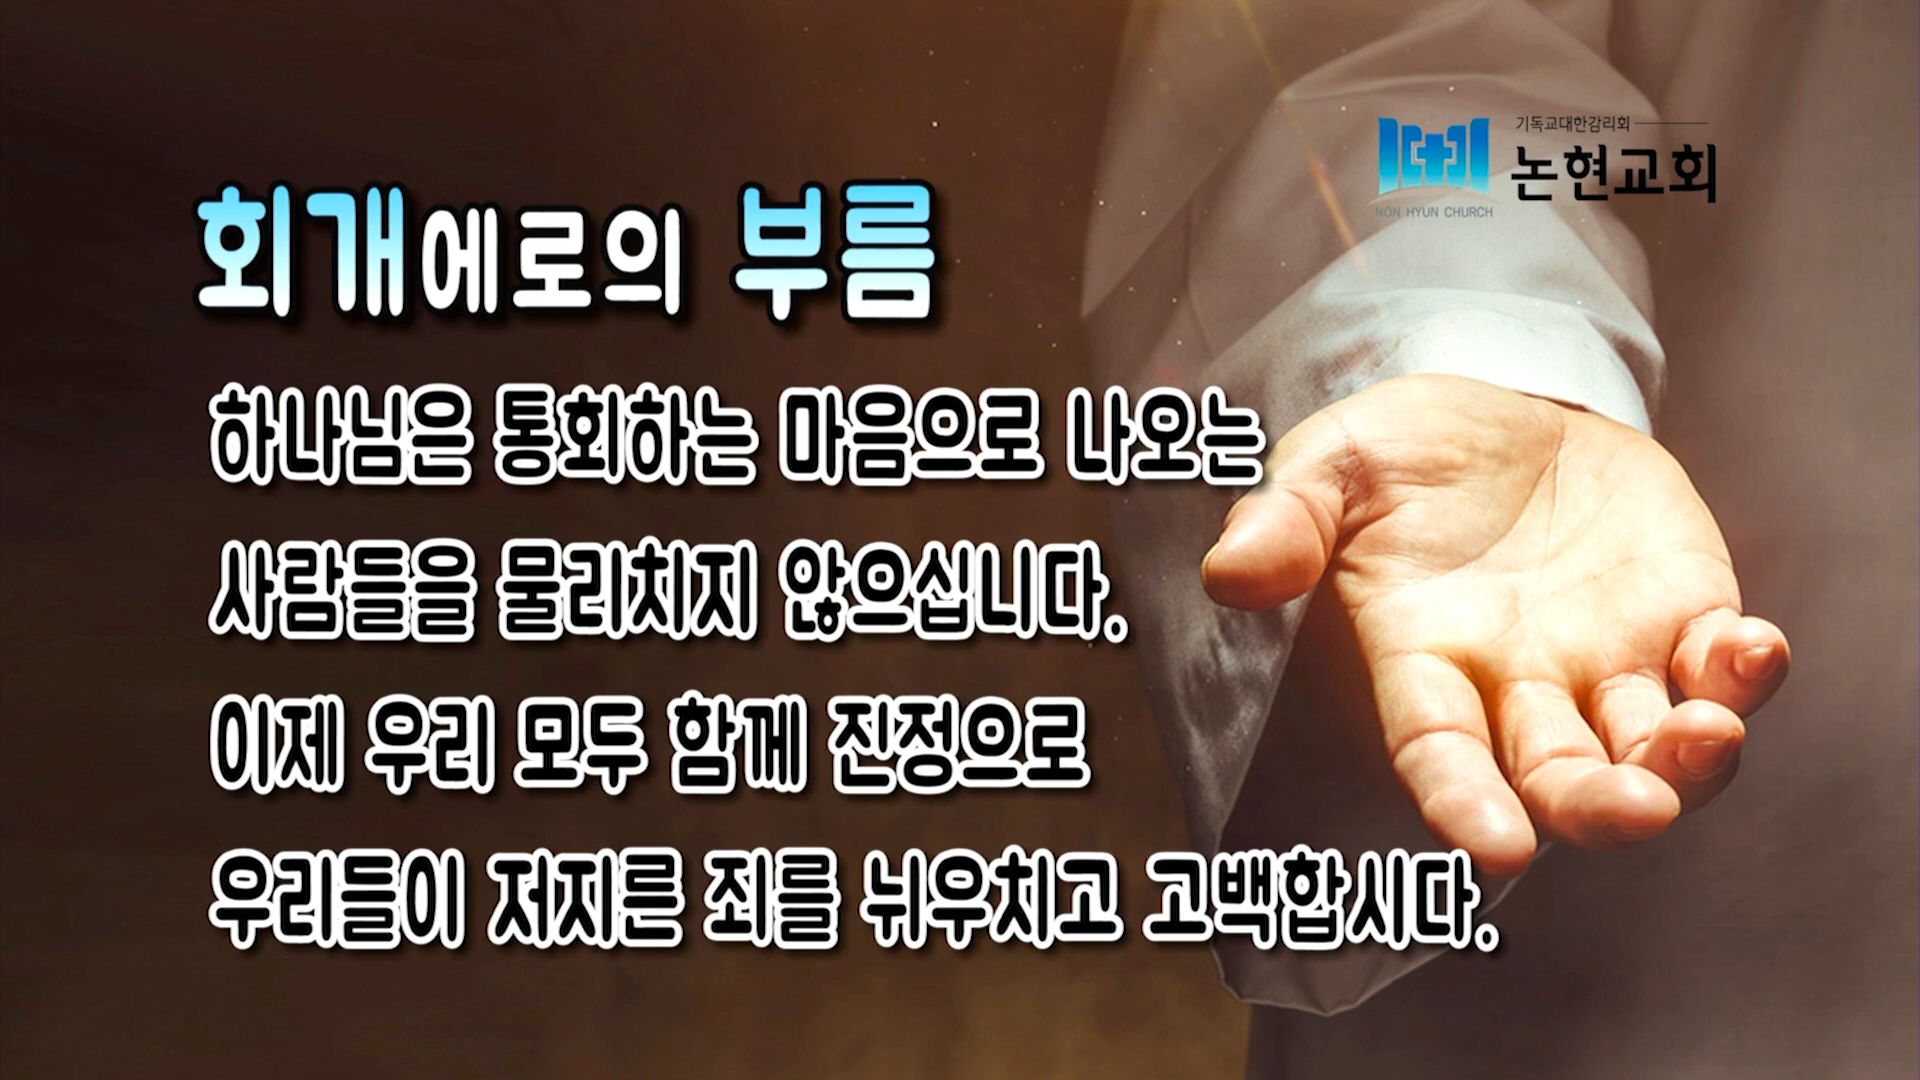 기독교대한감리회
논현교회
NON HYUN CHURCH
회개에로의 부름
하나님은 통회하는 마음으로 나오는
사람들을 물리치지 않으십니다.
이제 우리 모두 함께 진정으로
우리들이 저지른 죄를 뉘우치고 고백합시다.